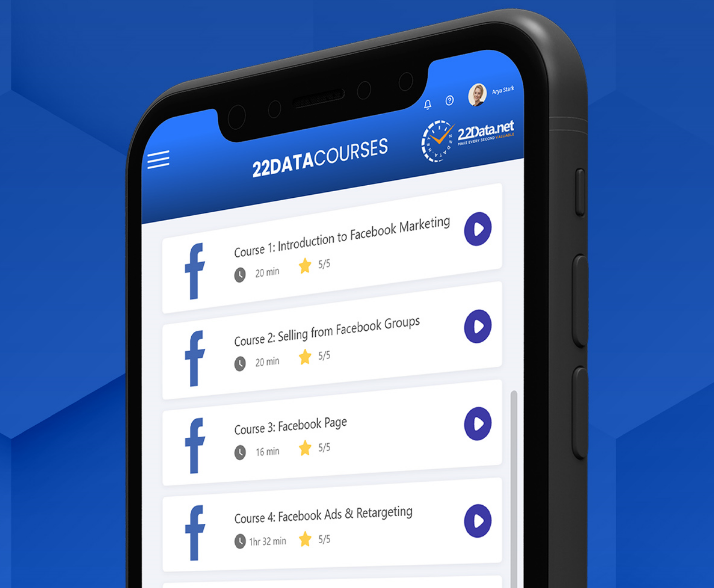 Arya Stark
22DATACOURSES
22Data.net
MAKE EVERY SECOND VALUABLE
Course 1: Introduction to Facebook Marketing
20 min
5/5
Course 2: Selling from Facebook Groups
20 min
5/5
Course 3: Facebook Page
16 min
5/5
Course 4: Facebook Ads & Retargeting
1hr 32 min
5/5